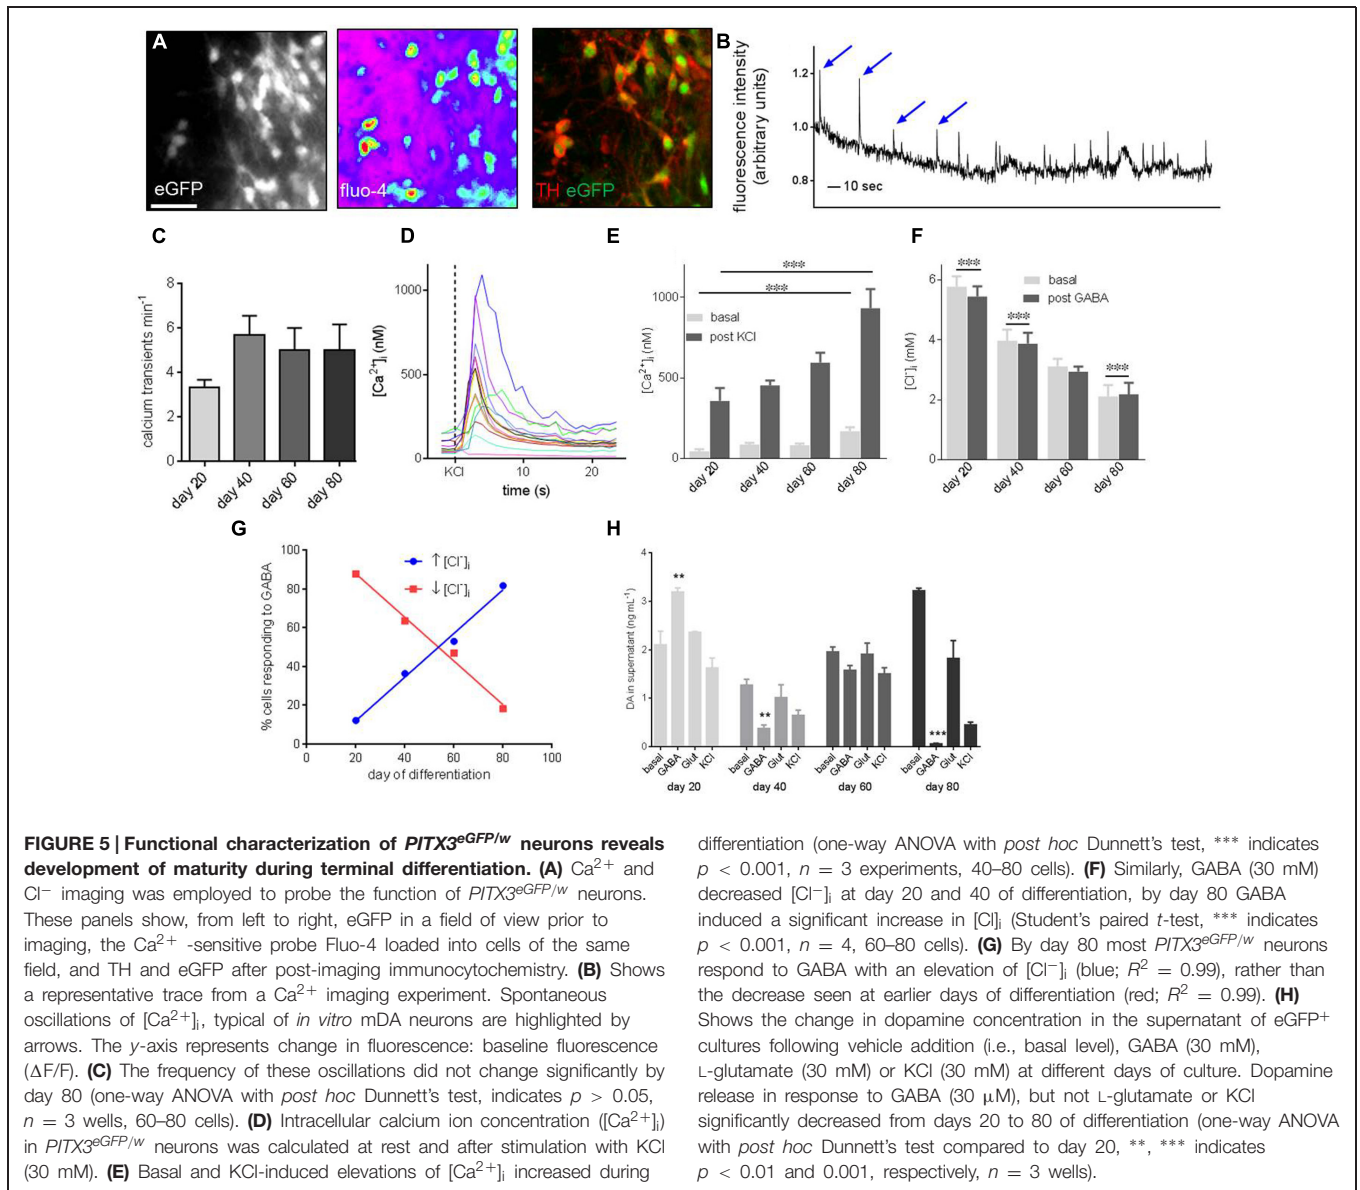 A
eGFP
fluo-4
TH eGFP
B
fluorescence intensity
(arbitrary units)
1.2
1.0
0.8
10 sec
C
calcium transients min-1
8
6
4
2
0
day 20
day 40
day 60
day 80
D
[Ca2+]i (nM)
1000
500
0
KCl
10
20
time (s)
E
[Ca2+]i (nM)
1000
500
0
basal
post KCl
***
***
day 20
day 40
day 60
day 80
F
[Cl-]i (mM)
6
4
2
0
***
***
***
basal
post GABA
day 20
day 40
day 60
day 80
G
% cells responding to GABA
100
80
60
40
20
0
↑[Cl-]i
↓[Cl-]i
0
20
40
60
80
100
day of differentiation
H
DA in supernatant (ng mL-1)
4
3
2
1
0
**
**
***
basal
GABA
Glut
KCl
basal
GABA
Glut
KCl
basal
GABA
Glut
KCl
basal
GABA
Glut
KCl
day 20
day 40
day 60
day 80
FIGURE 5 | Functional characterization of PITX3eGFP/w neurons reveals
development of maturity during terminal differentiation. (A) Ca2+ and
Cl− imaging was employed to probe the function of PITX3eGFP/w neurons.
These panels show, from left to right, eGFP in a field of view prior to
imaging, the Ca2+ -sensitive probe Fluo-4 loaded into cells of the same
field, and TH and eGFP after post-imaging immunocytochemistry. (B) Shows
a representative trace from a Ca2+ imaging experiment. Spontaneous
oscillations of [Ca2+]i, typical of in vitro mDA neurons are highlighted by
arrows. The y-axis represents change in fluorescence: baseline fluorescence
(ΔF/F). (C) The frequency of these oscillations did not change significantly by
day 80 (one-way ANOVA with post hoc Dunnett's test, indicates p > 0.05,
n = 3 wells, 60–80 cells). (D) Intracellular calcium ion concentration ([Ca2+]i)
in PITX3eGFP/w neurons was calculated at rest and after stimulation with KCl
(30 mM). (E) Basal and KCl-induced elevations of [Ca2+]i increased during
differentiation (one-way ANOVA with post hoc Dunnett's test, *** indicates
p < 0.001, n = 3 experiments, 40–80 cells). (F) Similarly, GABA (30 mM)
decreased [Cl−]i at day 20 and 40 of differentiation, by day 80 GABA
induced a significant increase in [Cl]i (Student's paired t-test, *** indicates
p < 0.001, n = 4, 60–80 cells). (G) By day 80 most PITX3eGFP/w neurons
respond to GABA with an elevation of [Cl−]i (blue; R2 = 0.99), rather than
the decrease seen at earlier days of differentiation (red; R2 = 0.99). (H)
Shows the change in dopamine concentration in the supernatant of eGFP+
cultures following vehicle addition (i.e., basal level), GABA (30 mM),
L-glutamate (30 mM) or KCl (30 mM) at different days of culture. Dopamine
release in response to GABA (30 μM), but not L-glutamate or KCl
significantly decreased from days 20 to 80 of differentiation (one-way ANOVA
with post hoc Dunnett's test compared to day 20, **, *** indicates
p < 0.01 and 0.001, respectively, n = 3 wells).